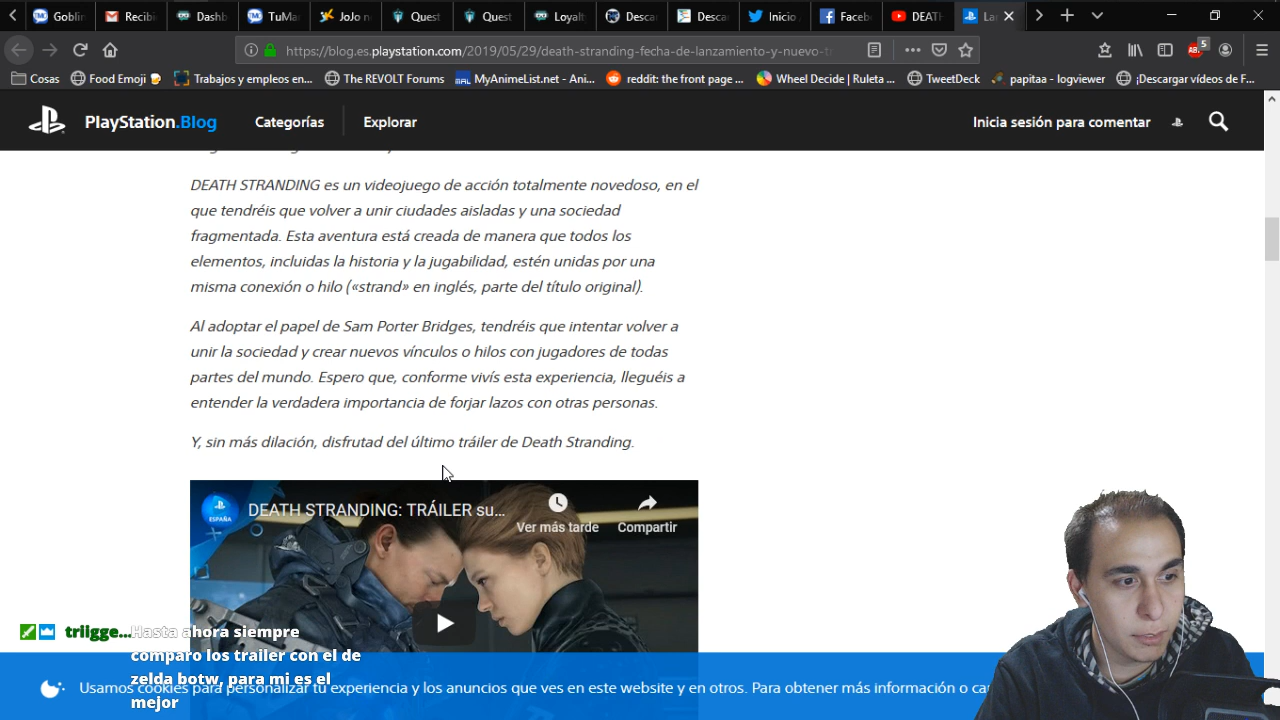 Goblin
Recibi
Dashb
TuMa
JoJo n
Quest
Quest
Loyalt
Descar
Descar
Inicio
Faceb
DEATH
La
https://blog.es.playstation.com/2019/05/29/death-stranding-fecha-de-lanzamiento-y-nuevo-t
ABP
5
Cosas
Food Emoji
Trabajos y empleos en...
The REVOLT Forums
MAL
MyAnimeList.net - Ani...
reddit: the front page ...
Wheel Decide | Ruleta ...
TweetDeck
papitaa - logviewer
¡Descargar vídeos de F...
PlayStation.Blog
Categorías
Explorar
Inicia sesión para comentar
DEATH STRANDING es un videojuego de acción totalmente novedoso, en el
que tendréis que volver a unir ciudades aisladas y una sociedad
fragmentada. Esta aventura está creada de manera que todos los
elementos, incluidas la historia y la jugabilidad, estén unidas por una
misma conexión o hilo («strand» en inglés, parte del título original).
Al adoptar el papel de Sam Porter Bridges, tendréis que intentar volver a
unir la sociedad y crear nuevos vínculos o hilos con jugadores de todas
partes del mundo. Espero que, conforme vivís esta experiencia, lleguéis a
entender la verdadera importancia de forjar lazos con otras personas.
Y, sin más dilación, disfrutad del último tráiler de Death Stranding.
ESPAÑA
DEATH STRANDING: TRÁILER su...
Ver más tarde
Compartir
triigge...Hasta ahora siempre
comparo los trailer con el de
zelda botw, para mi es el
mejor
Usamos cookies para personalizar tu experiencia y los anuncios que ves en este website y en otros. Para obtener más información o ca